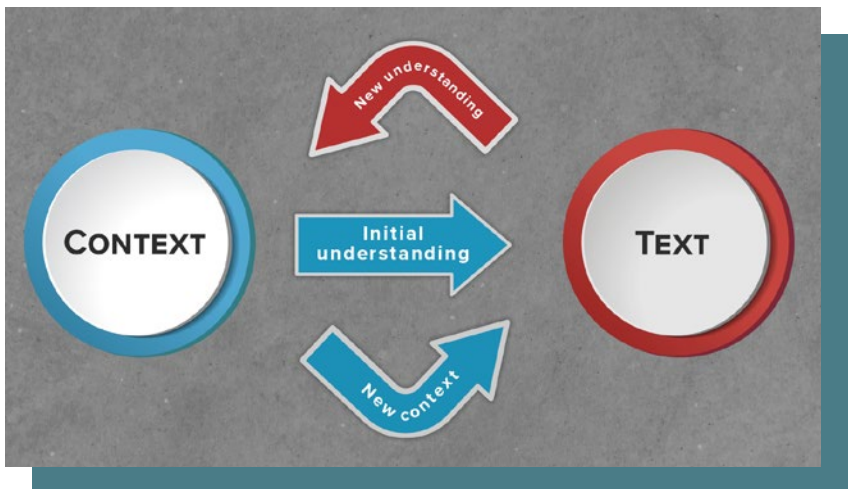 New understanding
CONTEXT
Initial
understanding
TEXT
New context